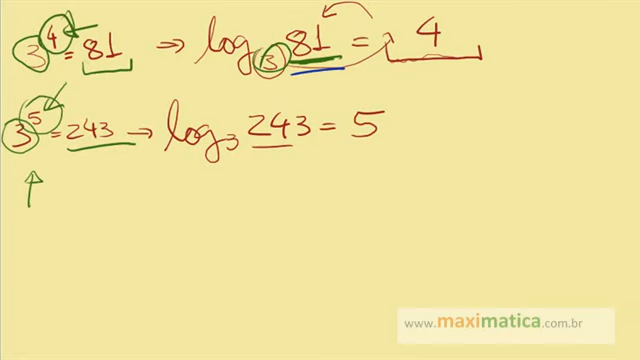 3⁴ = 81 ⇒ log₃ 81 = 4
3⁵ = 243 → log₃ 243 = 5
www.maximatica.com.br